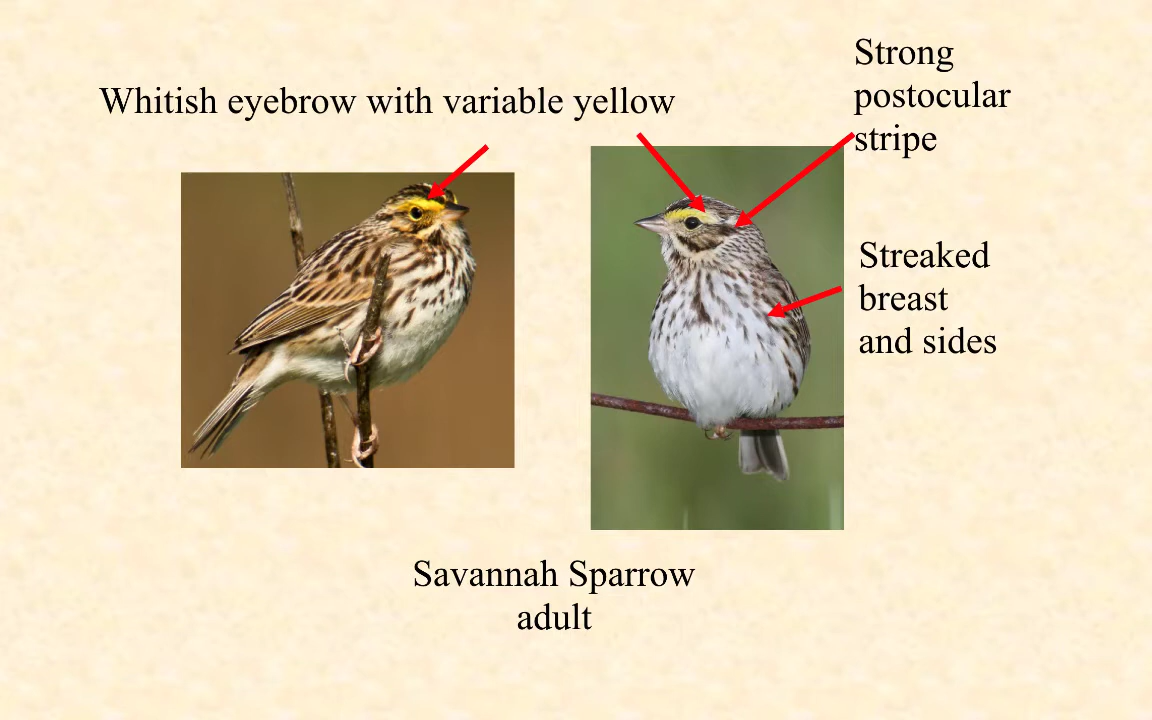 Whitish eyebrow with variable yellow
Strong
postocular
stripe
Streaked
breast
and sides
Savannah Sparrow
adult